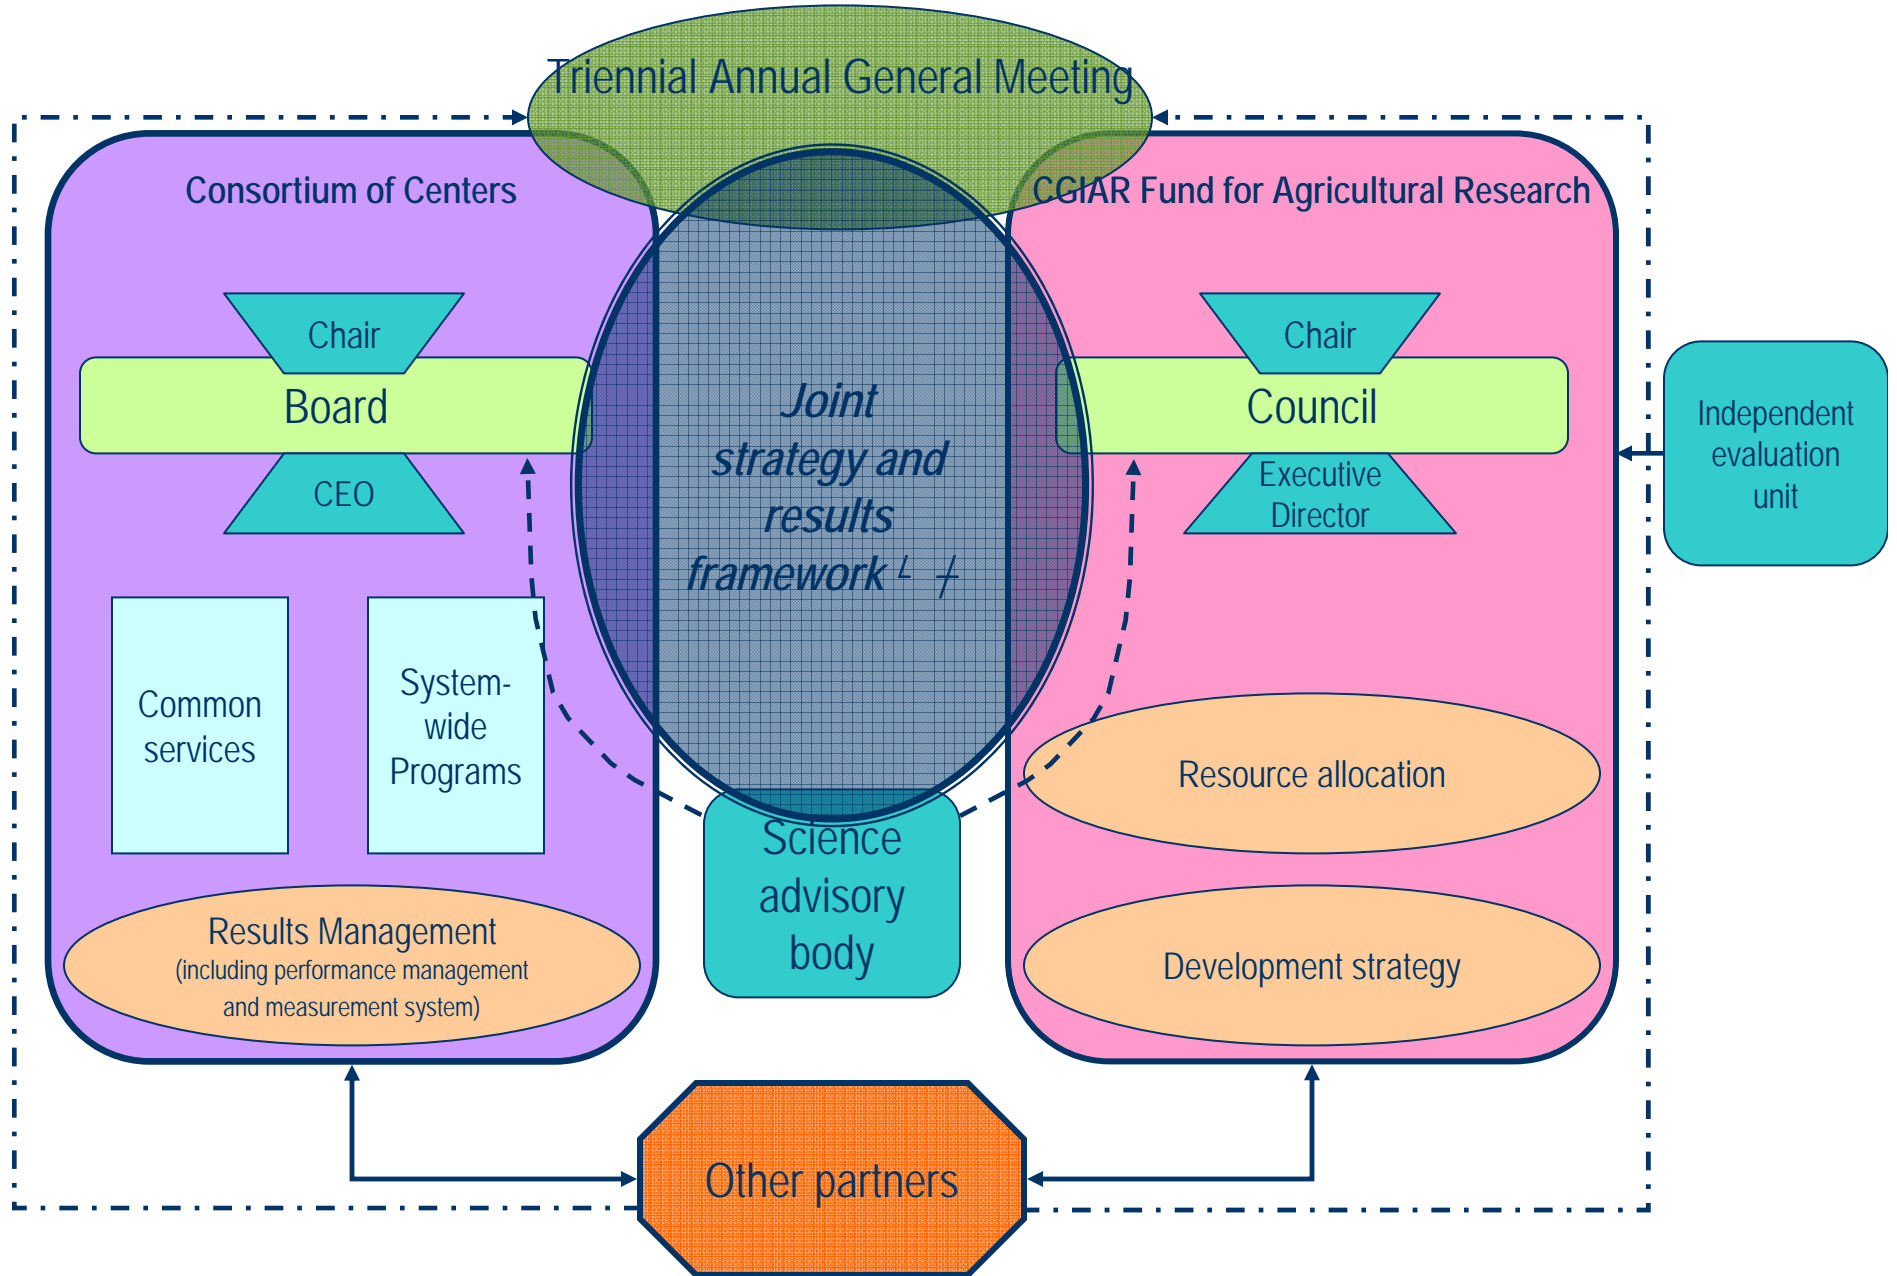 Triennial Annual General Meeting
Consortium of Centers
CGIAR Fund for Agricultural Research
Chair
Board
CEO
Joint
strategy and
results
framework
Chair
Council
Executive
Director
Independent
evaluation
unit
Common
services
System-
wide
Programs
Resource allocation
Science
advisory
body
Results Management
(including performance management
and measurement system)
Development strategy
Other partners